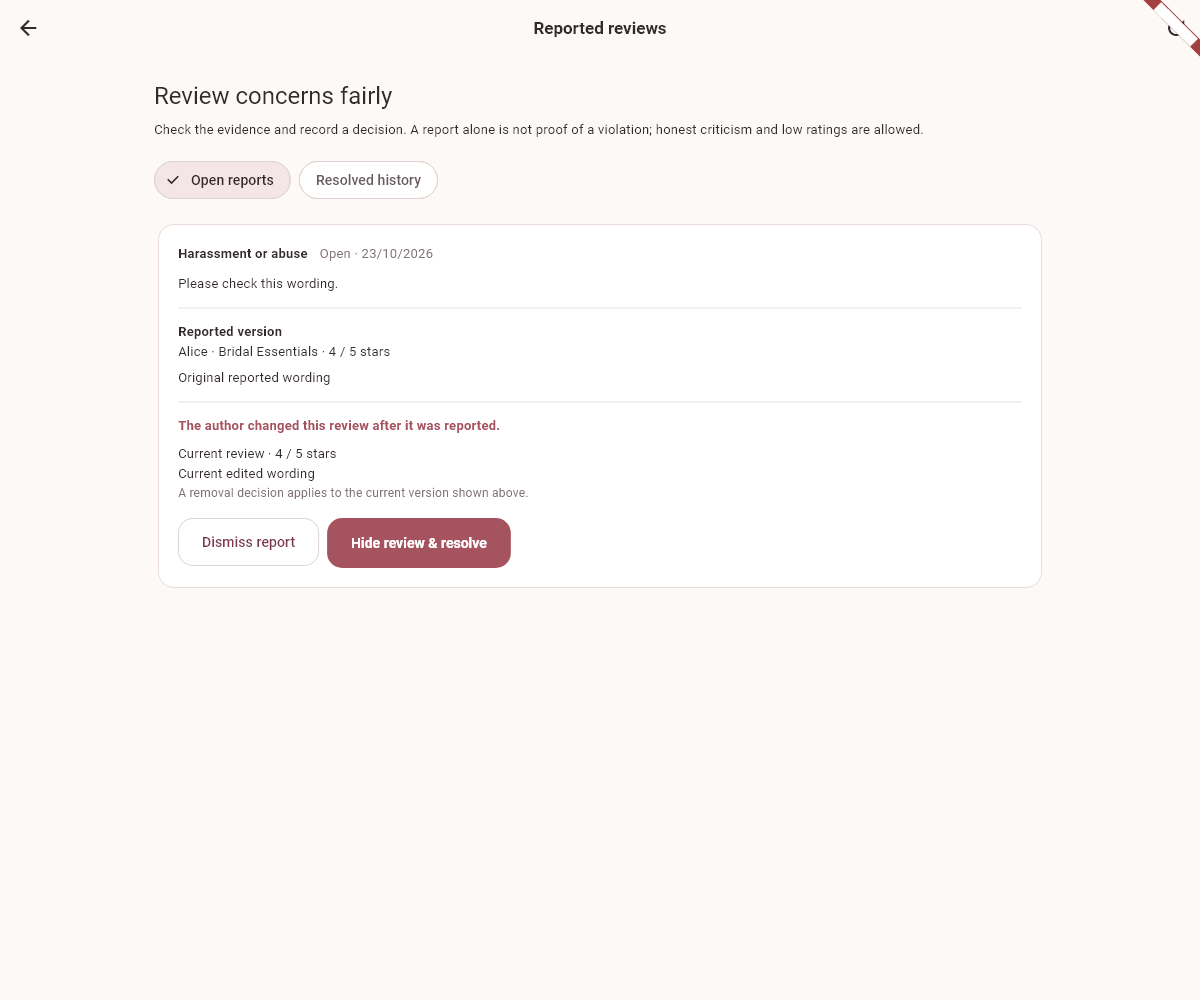 Reported reviews
Review concerns fairly
Check the evidence and record a decision. A report alone is not proof of a violation; honest criticism and low ratings are allowed.
Open reports
Resolved history
Harassment or abuse Open · 23/10/2026
Please check this wording.
Reported version
Alice · Bridal Essentials · 4 / 5 stars
Original reported wording
The author changed this review after it was reported.
Current review · 4 / 5 stars
Current edited wording
A removal decision applies to the current version shown above.
Dismiss report
Hide review & resolve